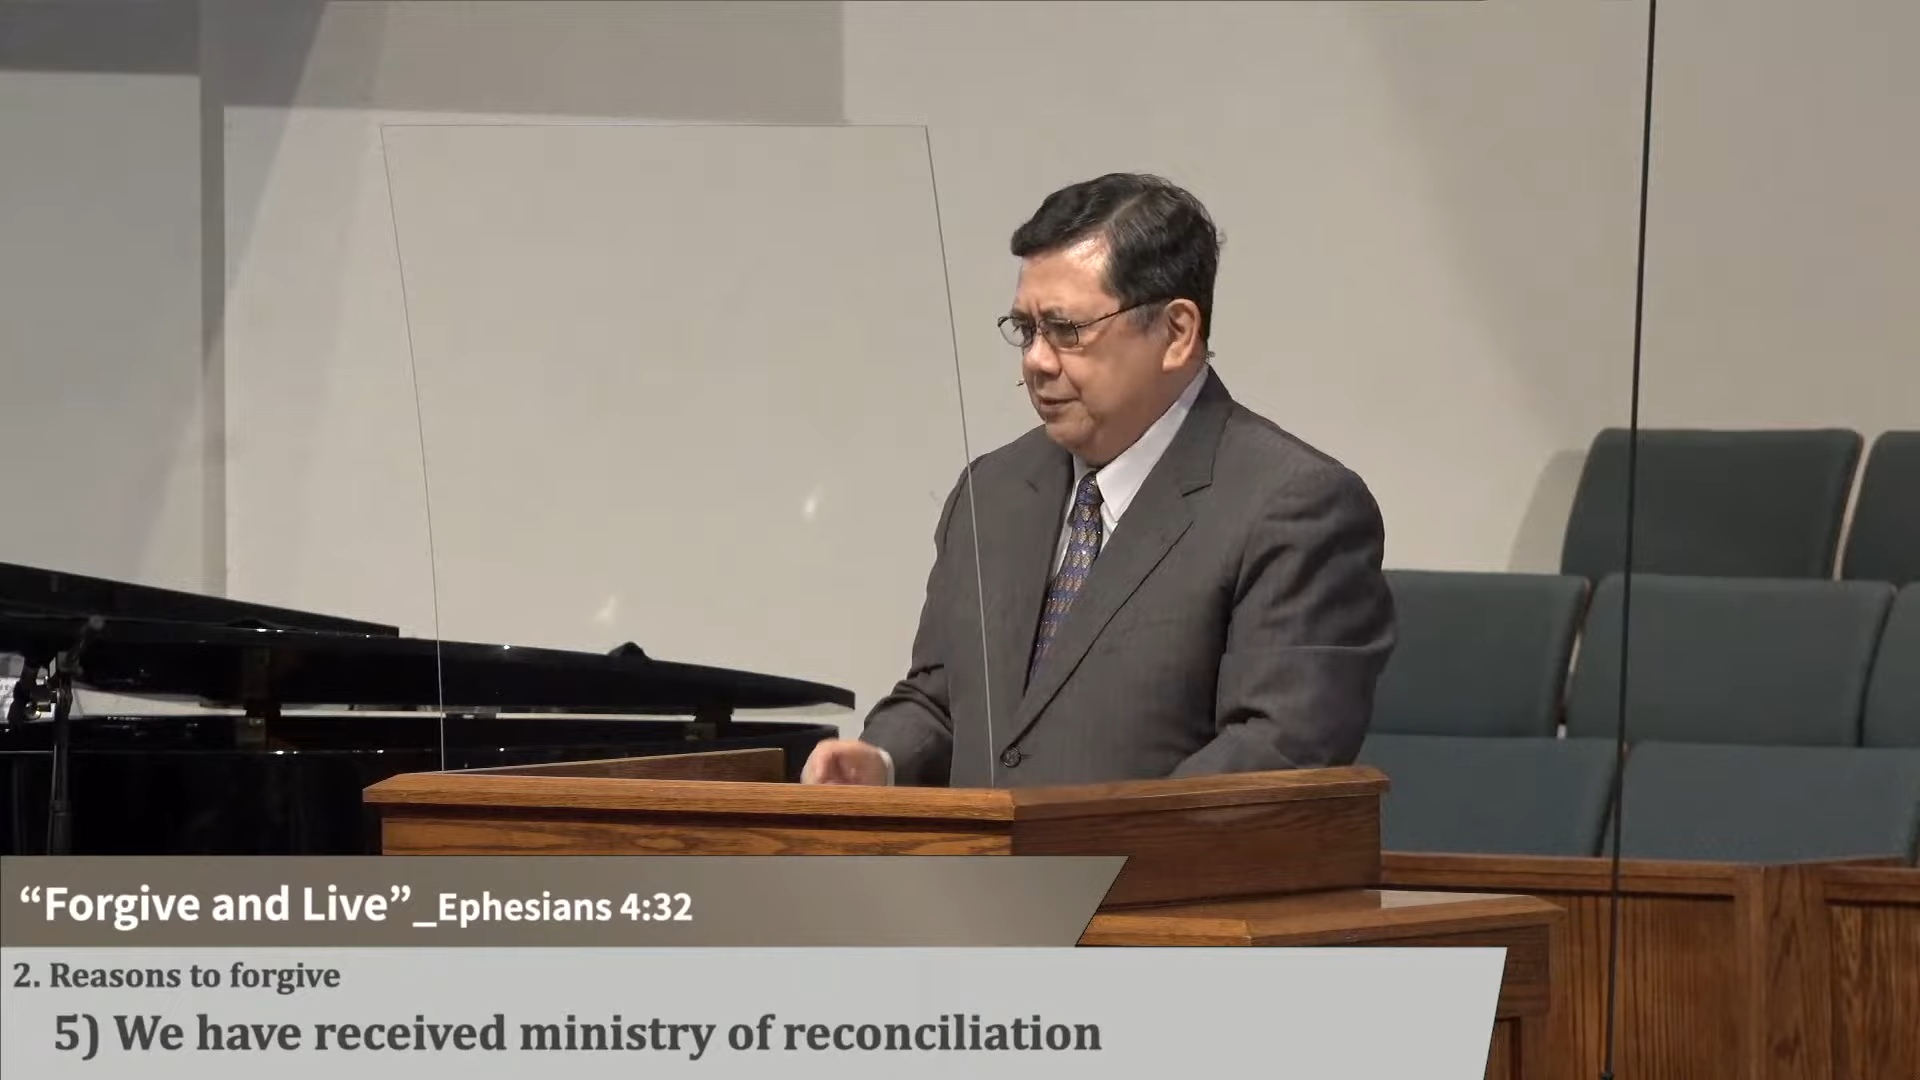 “Forgive and Live”_Ephesians 4:32
2. Reasons to forgive
5) We have received ministry of reconciliation